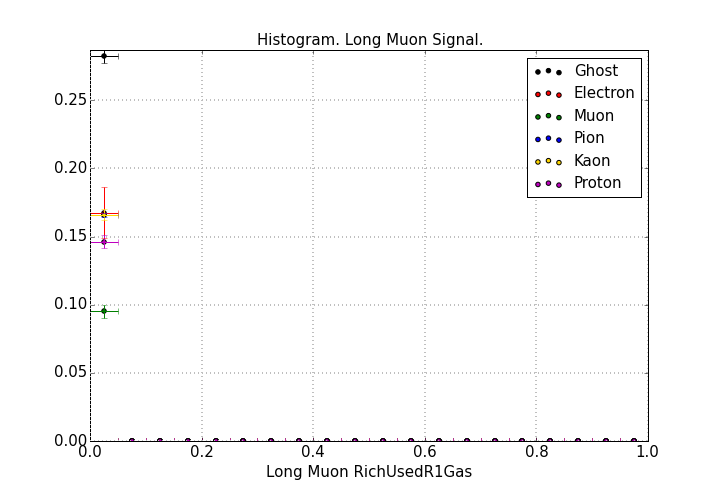 Histogram. Long Muon Signal.
Ghost
Electron
Muon
Pion
Kaon
Proton
0.25
0.20
0.15
0.10
0.05
0.00
0.0 0.2 0.4 0.6 0.8 1.0
Long Muon RichUsedR1Gas